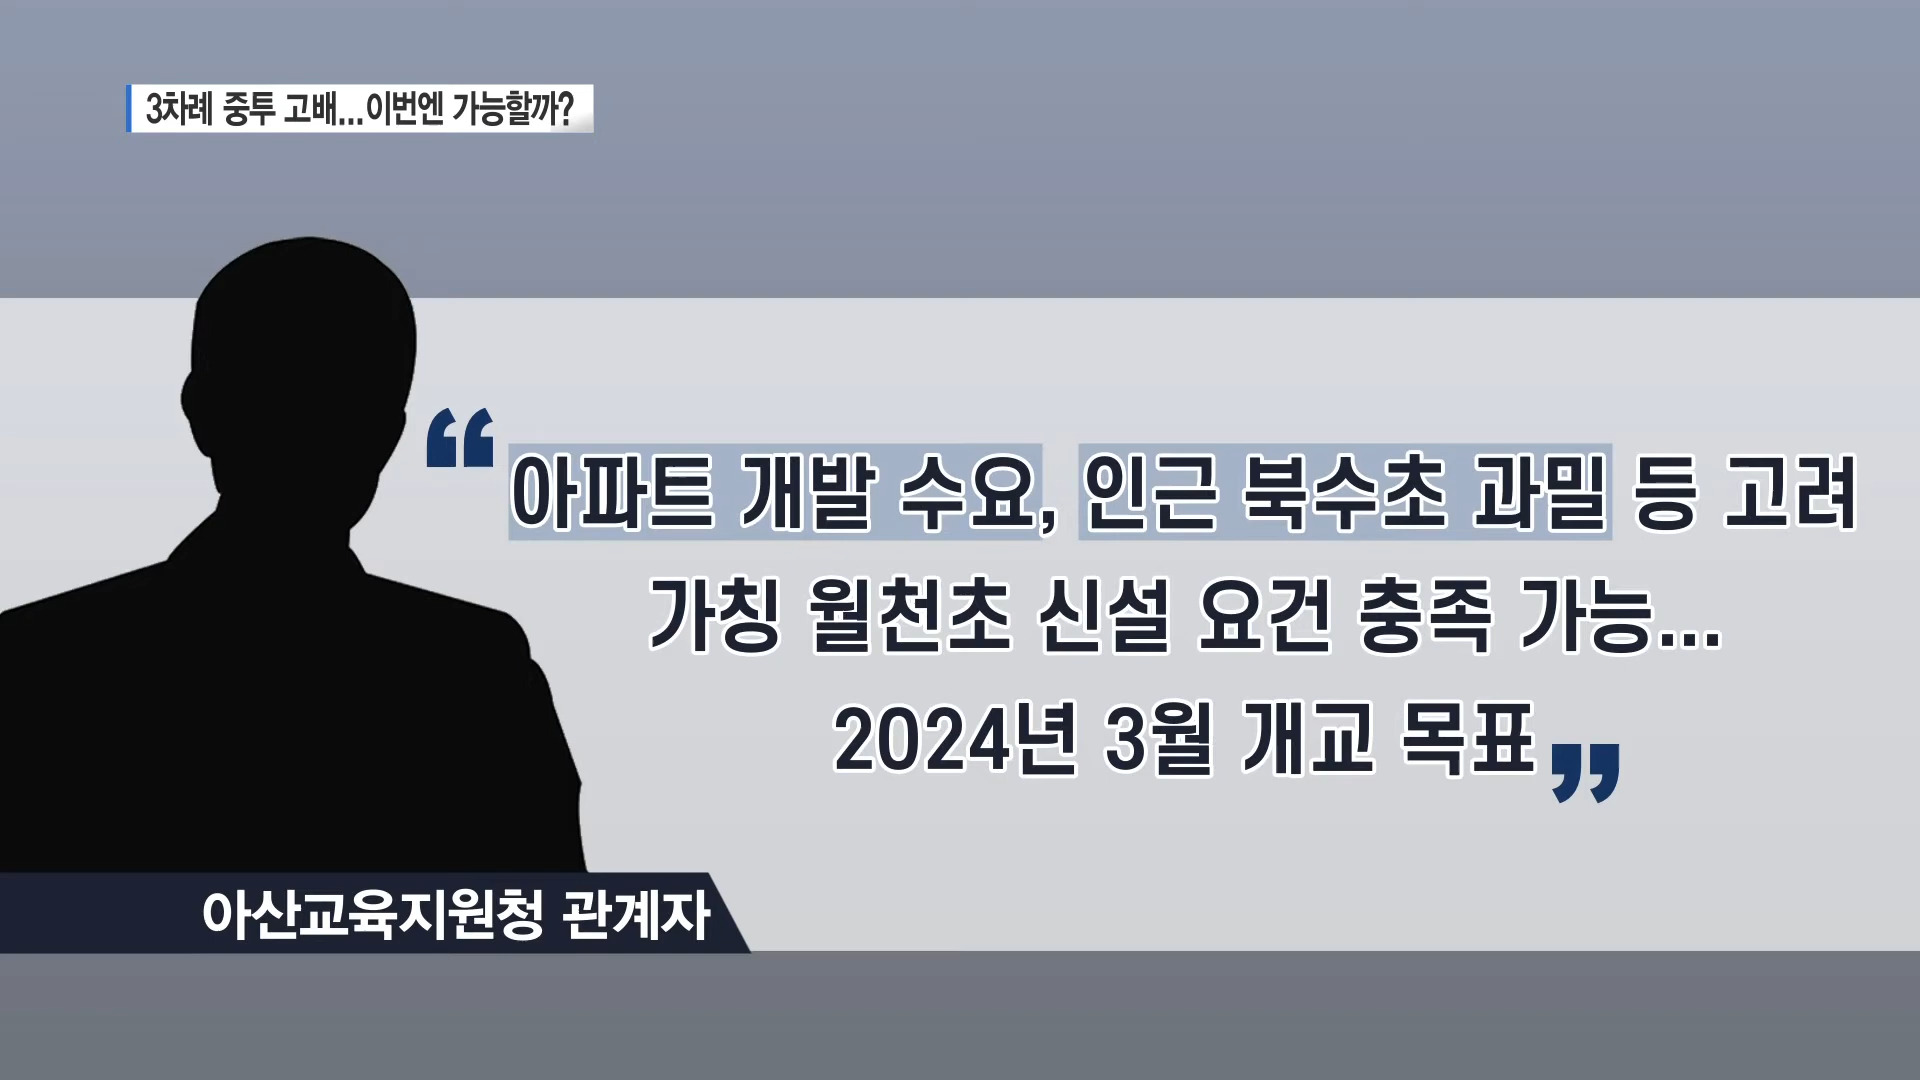 3차례 중투 고배...이번엔 가능할까?
“아파트 개발 수요, 인근 북수초 과밀 등 고려
가칭 월천초 신설 요건 충족 가능...
2024년 3월 개교 목표”
아산교육지원청 관계자